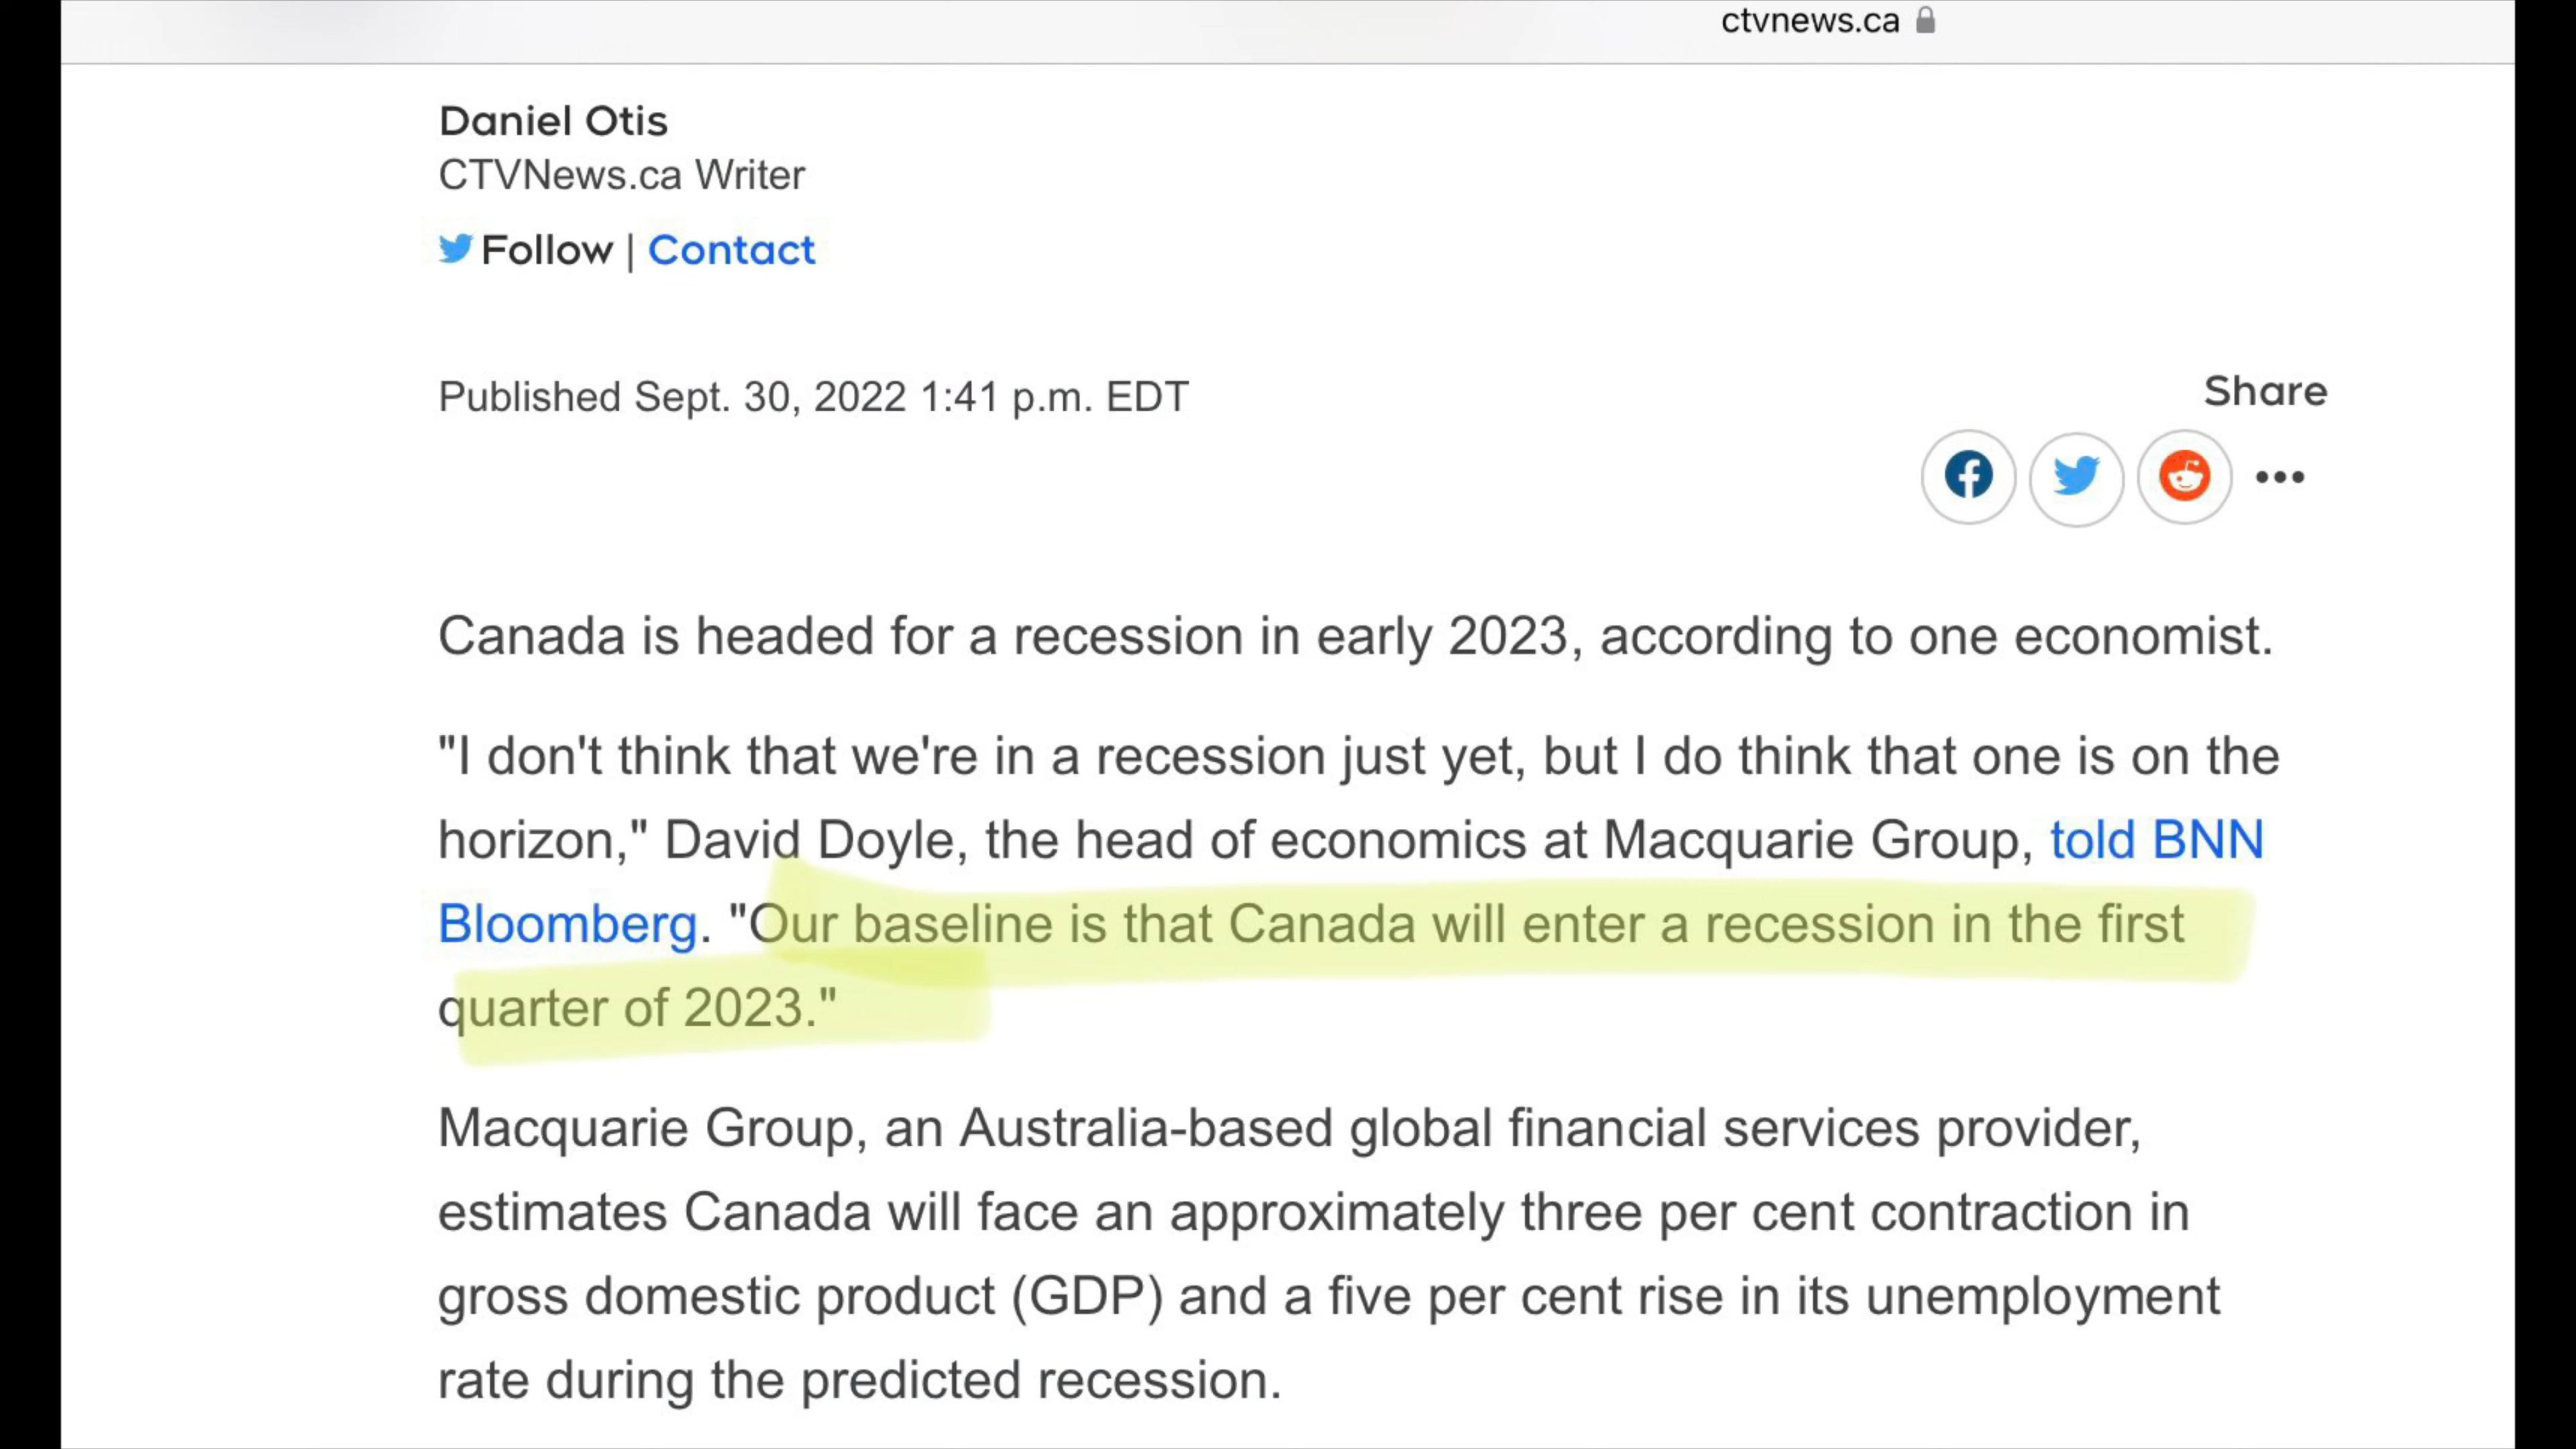 ctvnews.ca
Daniel Otis
CTVNews.ca Writer
Follow | Contact
Published Sept. 30, 2022 1:41 p.m. EDT
Share
Canada is headed for a recession in early 2023, according to one economist.
"I don't think that we're in a recession just yet, but I do think that one is on the
horizon," David Doyle, the head of economics at Macquarie Group, told BNN
Bloomberg. "Our baseline is that Canada will enter a recession in the first
quarter of 2023."
Macquarie Group, an Australia-based global financial services provider,
estimates Canada will face an approximately three per cent contraction in
gross domestic product (GDP) and a five per cent rise in its unemployment
rate during the predicted recession.